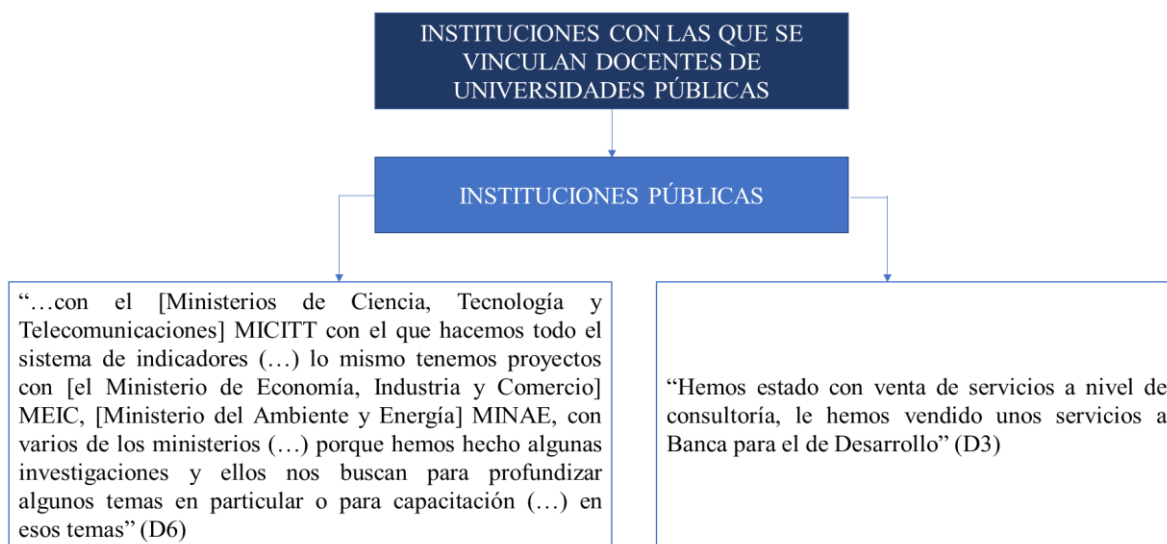 INSTITUCIONES CON LAS QUE SE
VINCULAN DOCENTES DE
UNIVERSIDADES PÚBLICAS
INSTITUCIONES PÚBLICAS
“…con el [Ministerios de Ciencia, Tecnología y
Telecomunicaciones] MICITT con el que hacemos todo el
sistema de indicadores (…) lo mismo tenemos proyectos
con [el Ministerio de Economía, Industria y Comercio]
MEIC, [Ministerio del Ambiente y Energía] MINAE, con
varios de los ministerios (…) porque hemos hecho algunas
investigaciones y ellos nos buscan para profundizar
algunos temas en particular o para capacitación (…) en
esos temas” (D6)
“Hemos estado con venta de servicios a nivel de
consultoría, le hemos vendido unos servicios a
Banca para el de Desarrollo” (D3)